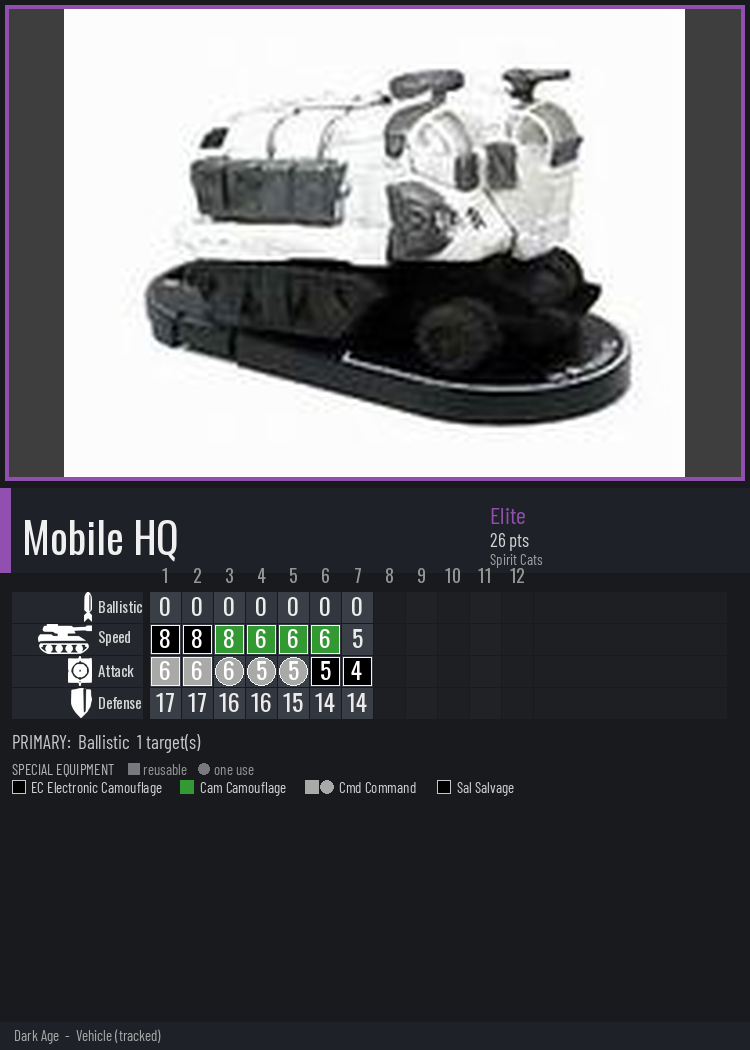 Mobile HQ
Elite
26 pts
Spirit Cats
1 2 3 4 5 6 7 8 9 10 11 12
Ballistic 0 0 0 0 0 0 0
Speed 8 8 8 6 6 6 5
Attack 6 6 6 5 5 5 4
Defense 17 17 16 16 15 14 14
PRIMARY: Ballistic 1 target(s)
SPECIAL EQUIPMENT reusable one use
EC Electronic Camouflage Cam Camouflage Cmd Command Sal Salvage
Dark Age - Vehicle (tracked)